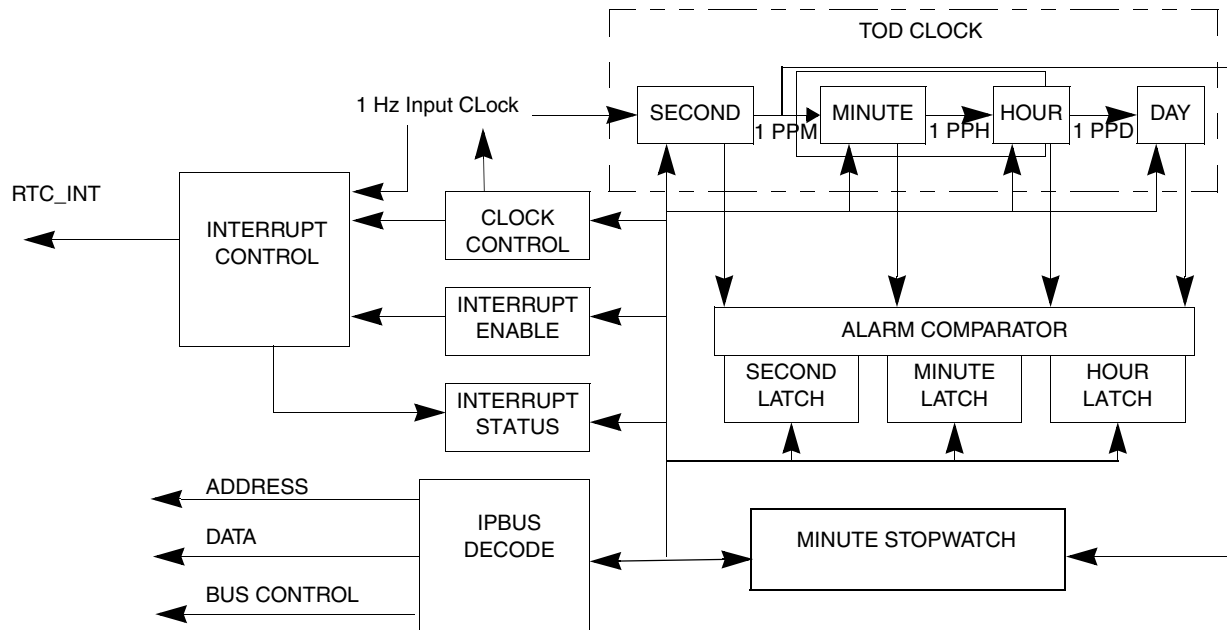 TOD CLOCK
1 Hz Input CLock
SECOND
1 PPM
MINUTE
1 PPH
HOUR
1 PPD
DAY
RTC_INT
INTERRUPT
CONTROL
CLOCK
CONTROL
INTERRUPT
ENABLE
INTERRUPT
STATUS
ALARM COMPARATOR
SECOND
LATCH
MINUTE
LATCH
HOUR
LATCH
ADDRESS
DATA
BUS CONTROL
IPBUS
DECODE
MINUTE STOPWATCH